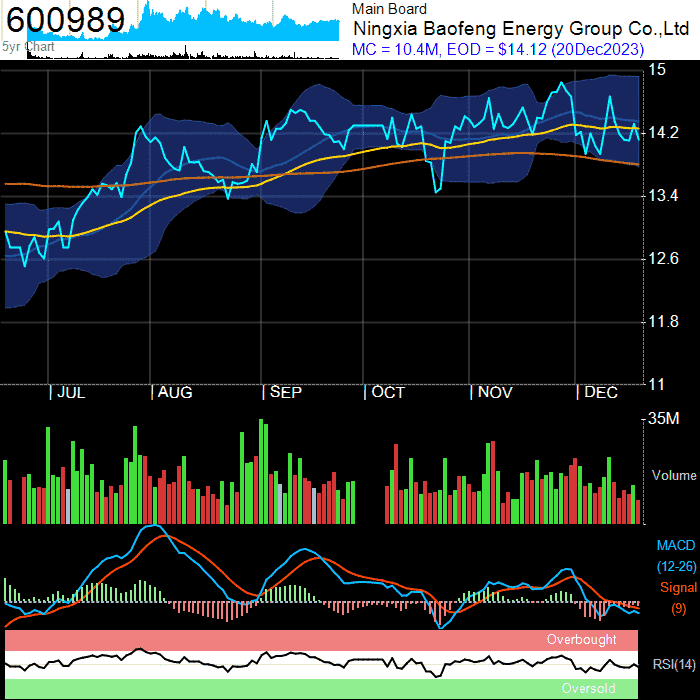 600989
5yr Chart
Main Board
Ningxia Baofeng Energy Group Co.,Ltd
MC = 10.4M, EOD = $14.12 (20Dec2023)
15
14.2
13.4
12.6
11.8
11
| JUL | AUG | SEP | OCT | NOV | DEC
35M
Volume
MACD
(12-26)
Signal
(9)
Overbought
RSI(14)
Oversold